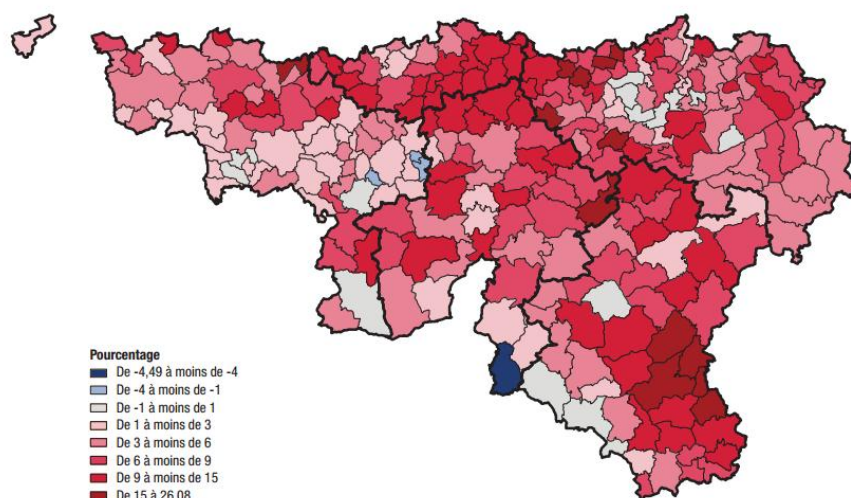 Pourcentage
De -4,49 à moins de -4
De -4 à moins de -1
De -1 à moins de 1
De 1 à moins de 3
De 3 à moins de 6
De 6 à moins de 9
De 9 à moins de 15
De 15 à 26,08